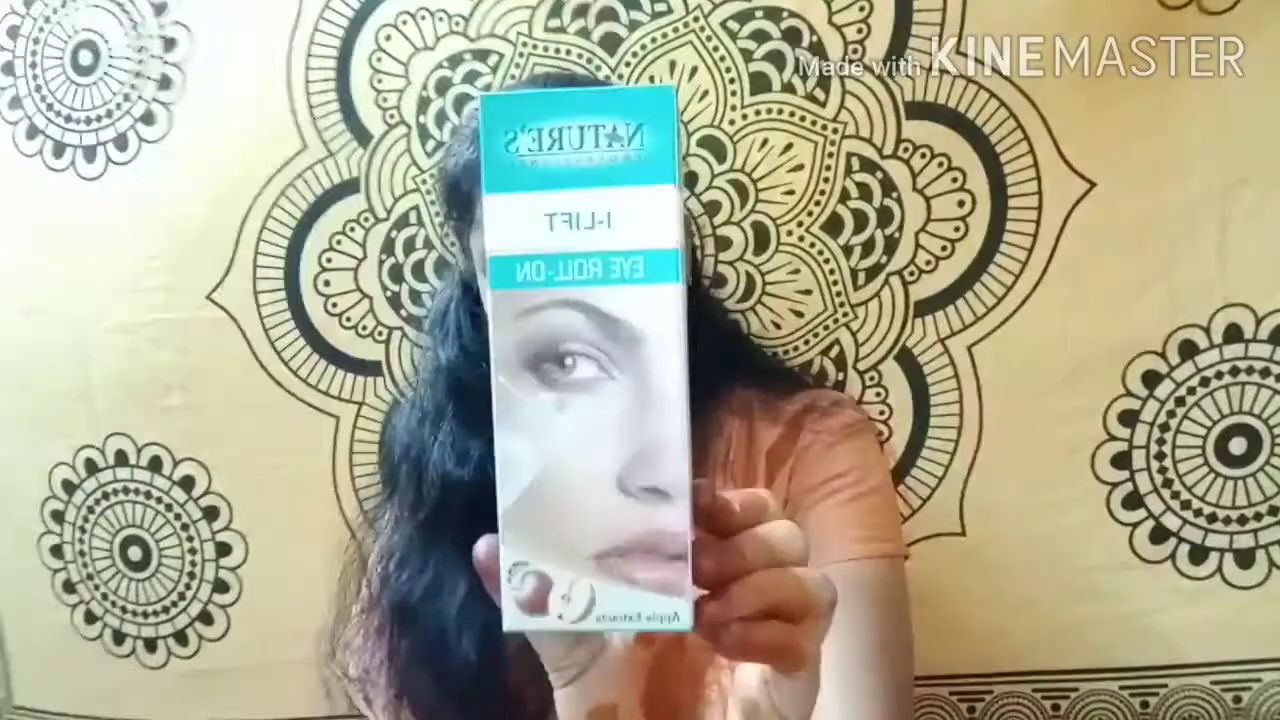 Made with KINEMASTER
NATURE'S
I-LIFT
EYE ROLL-ON
Apple Extracts